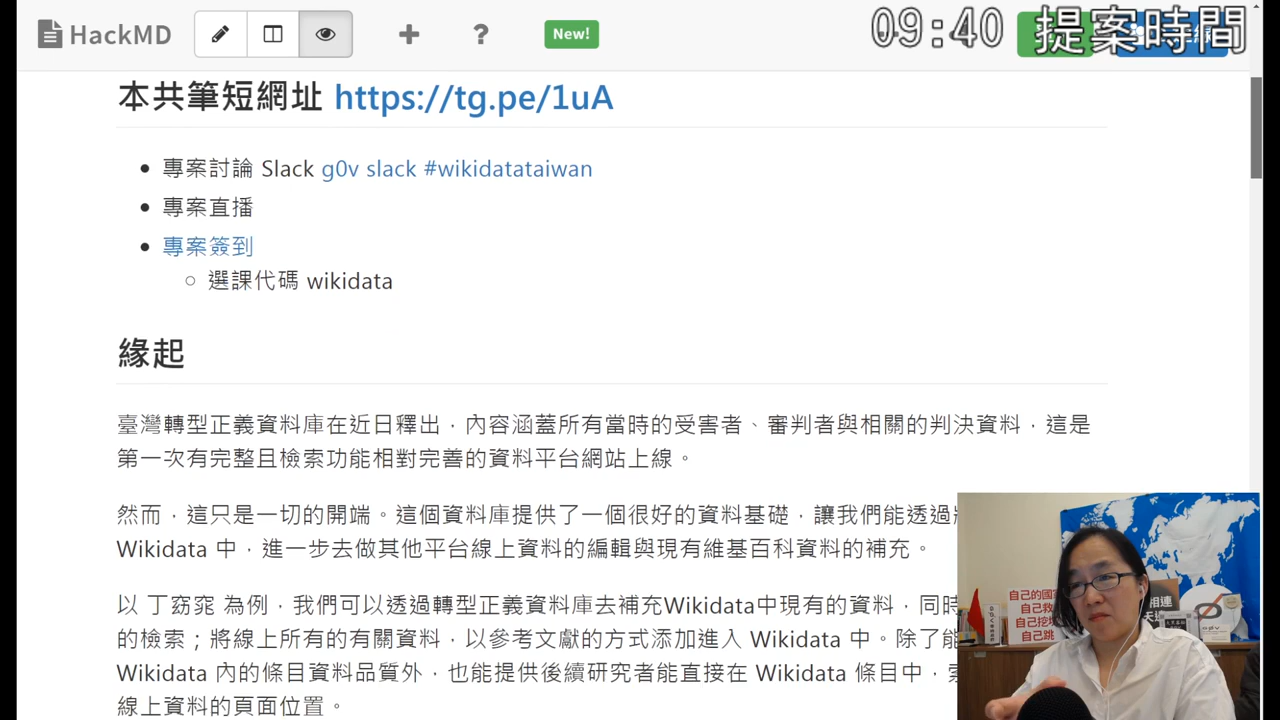 HackMD
New!
09:40 提案時間
本共筆短網址 https://tg.pe/1uA
專案討論 Slack g0v slack #wikidatataiwan
專案直播
專案簽到
選課代碼 wikidata
緣起
臺灣轉型正義資料庫在近日釋出，內容涵蓋所有當時的受害者、審判者與相關的判決資料，這是
第一次有完整且檢索功能相對完善的資料平台網站上線。
然而，這只是一切的開端。這個資料庫提供了一個很好的資料基礎，讓我們能透過
Wikidata 中，進一步去做其他平台線上資料的編輯與現有維基百科資料的補充。
以 丁窈窕 為例，我們可以透過轉型正義資料庫去補充Wikidata中現有的資料，同時
的檢索；將線上所有的有關資料，以參考文獻的方式添加進入 Wikidata 中。除了能
Wikidata 內的條目資料品質外，也能提供後續研究者能直接在 Wikidata 條目中，
線上資料的頁面位置。
自己的國家
自己救
自己挖坑
自己跳
相連